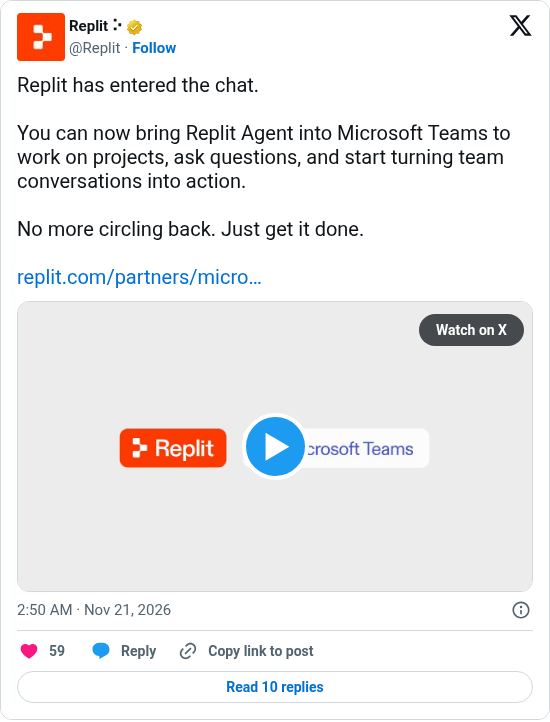 Replit
@Replit · Follow
Replit has entered the chat.
You can now bring Replit Agent into Microsoft Teams to
work on projects, ask questions, and start turning team
conversations into action.
No more circling back. Just get it done.
replit.com/partners/micro…
Watch on X
Replit
crosoft Teams
2:50 AM · Nov 21, 2026
59 Reply Copy link to post
Read 10 replies